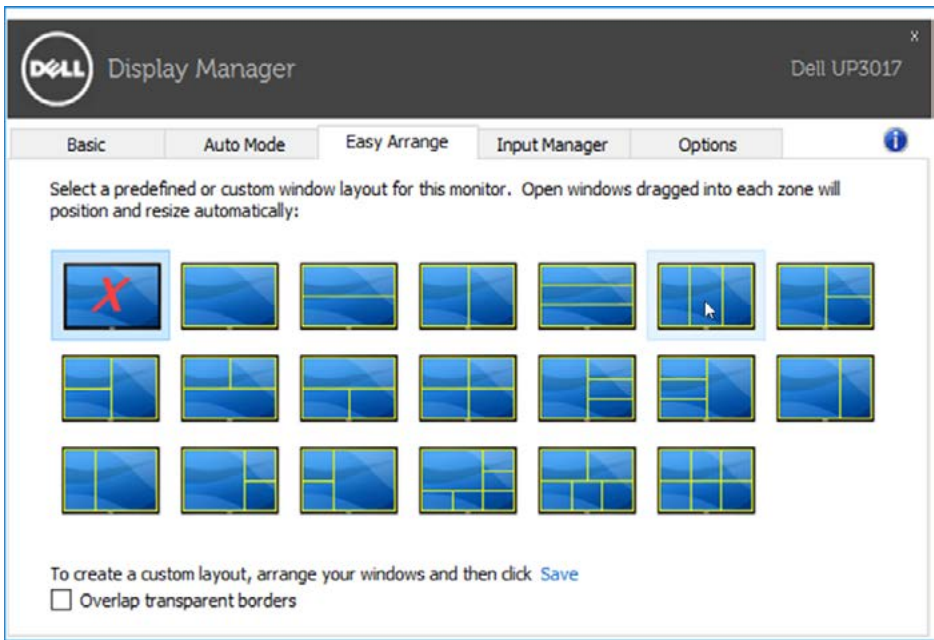 x
DELL Display Manager Dell UP3017
Basic Auto Mode Easy Arrange Input Manager Options i
Select a predefined or custom window layout for this monitor. Open windows dragged into each zone will
position and resize automatically:
X
To create a custom layout, arrange your windows and then click Save
Overlap transparent borders